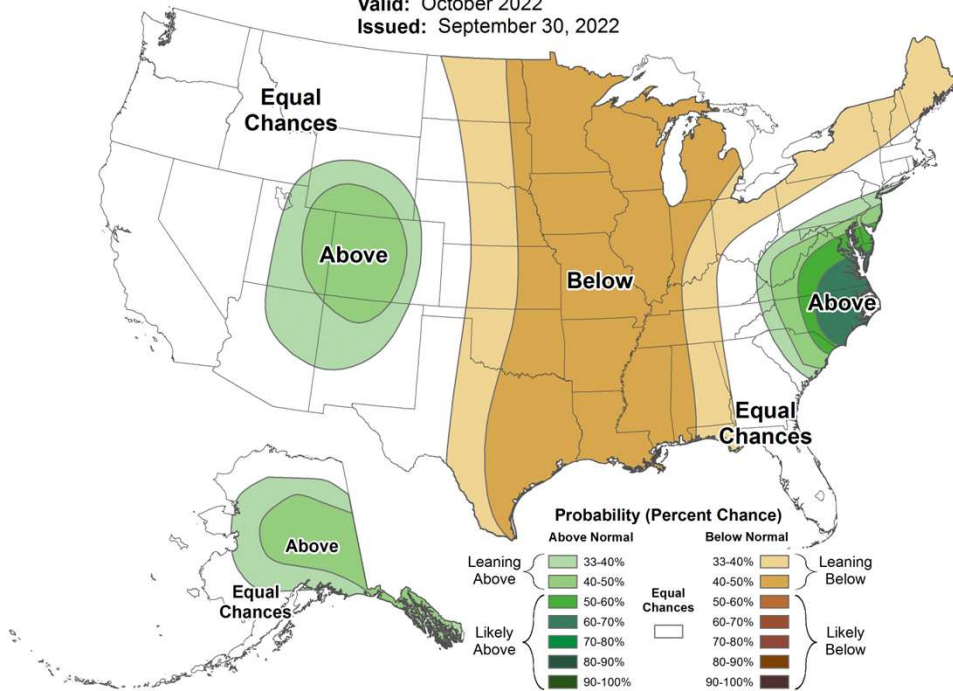 Valid: October 2022
Issued: September 30, 2022
Equal
Chances
Above
Below
Above
Equal
Chances
Above
Equal
Chances
Probability (Percent Chance)
Above Normal
Below Normal
Leaning
Above
33-40%
40-50%
Likely
Above
50-60%
60-70%
70-80%
80-90%
90-100%
Equal
Chances
33-40%
40-50%
Leaning
Below
50-60%
60-70%
70-80%
80-90%
90-100%
Likely
Below